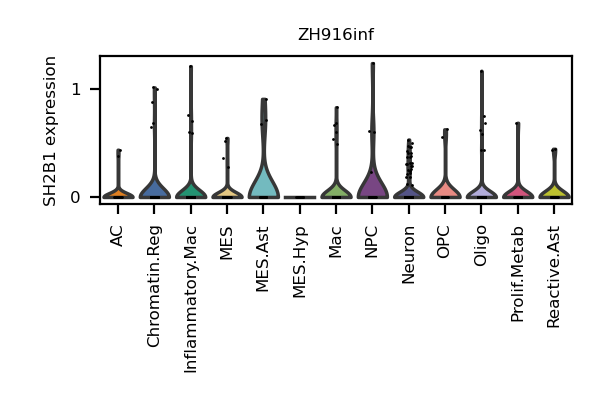 ZH916inf
SH2B1 expression
1
0
AC
Chromatin.Reg
Inflammatory.Mac
MES
MES.Ast
MES.Hyp
Mac
NPC
Neuron
OPC
Oligo
Prolif.Metab
Reactive.Ast